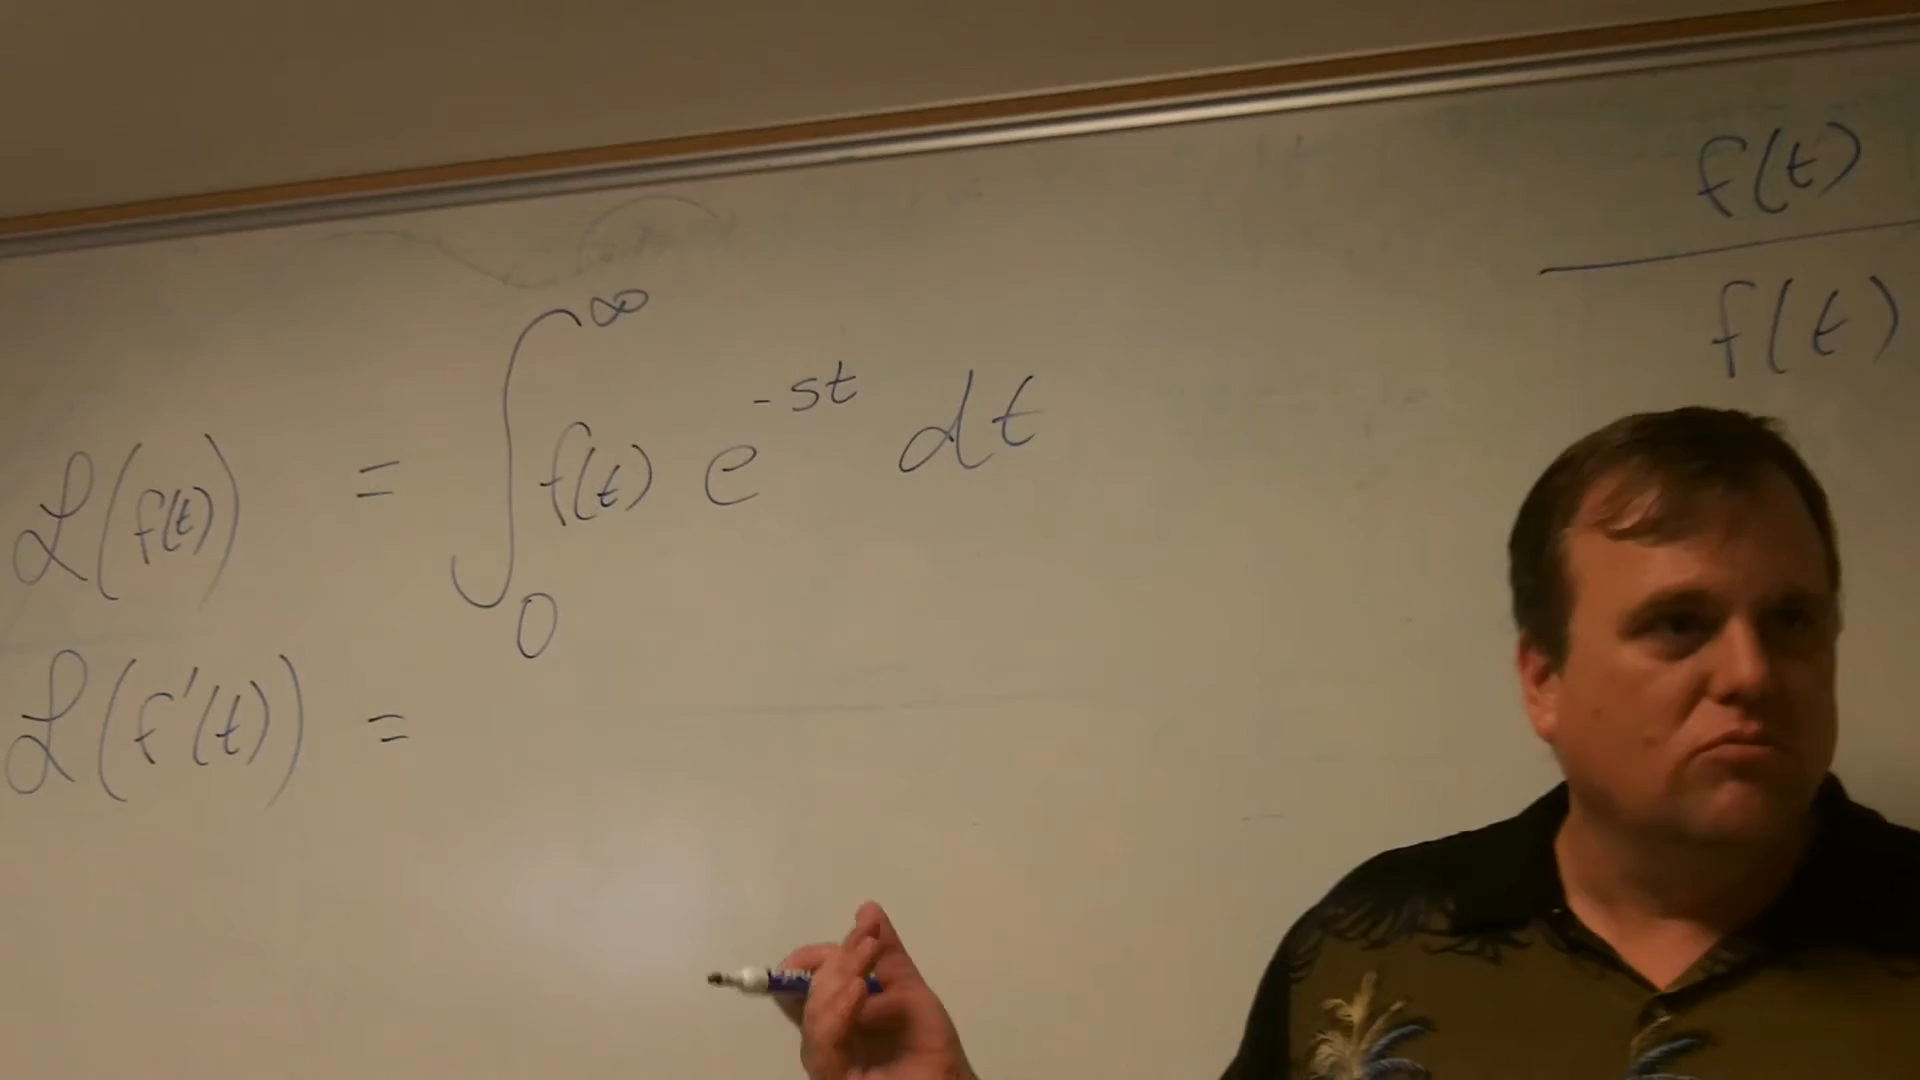 f(t)
f(t)
ℒ(f(t)) = ∫₀^∞ f(t) e^{-st} dt
ℒ(f'(t)) =